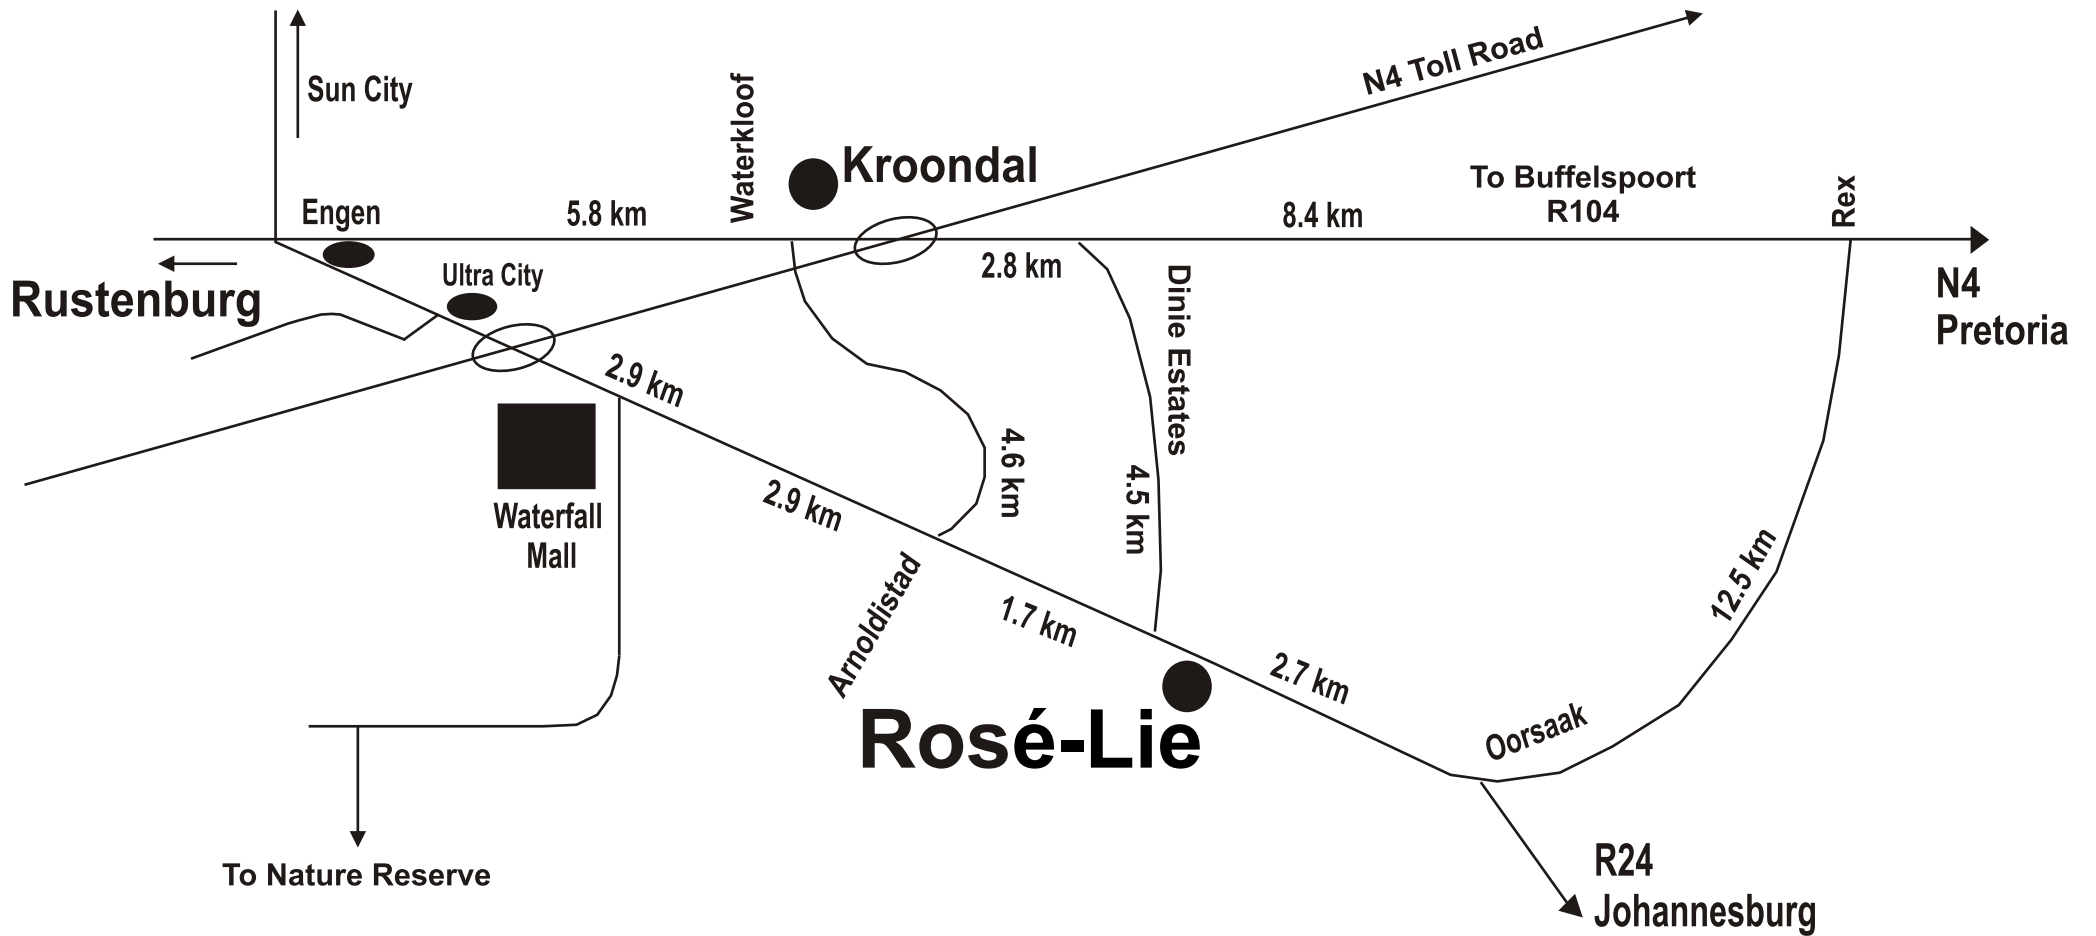 N4 Toll Road
Sun City
Waterkloof
Kroondal
To Buffelspoort
R104
Rex
Engen
5.8 km
8.4 km
Ultra City
2.8 km
Rustenburg
Dinie Estates
N4
Pretoria
2.9 km
4.6 km
4.5 km
2.9 km
Waterfall
Mall
Arnoldistad
1.7 km
12.5 km
2.7 km
Rosé-Lie
Oorsaak
To Nature Reserve
R24
Johannesburg